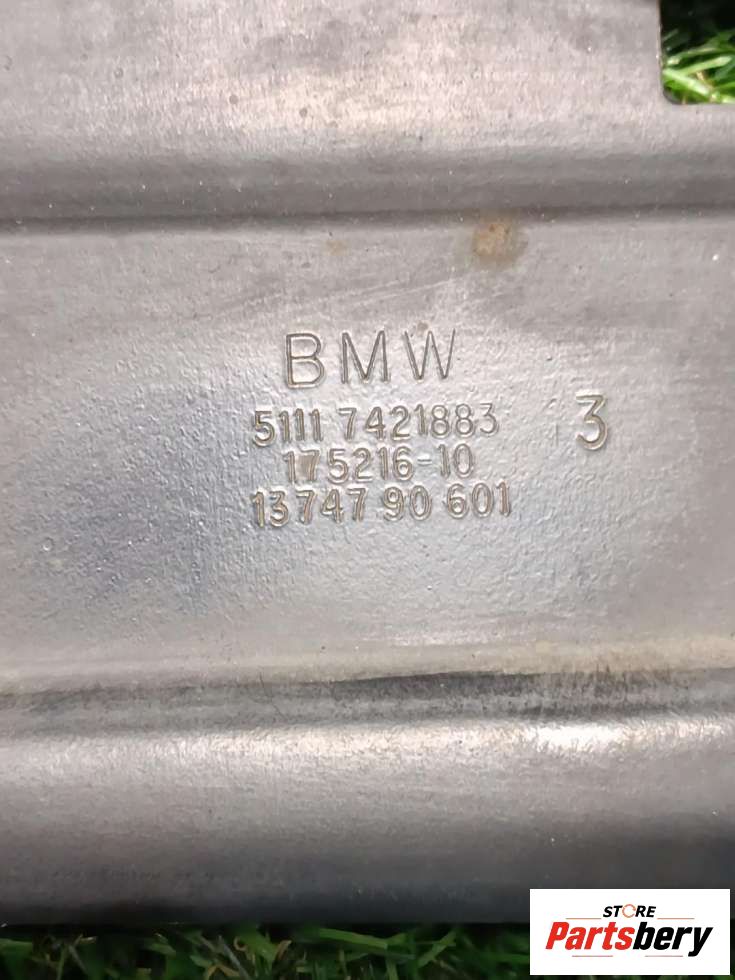 BMW
5111 7421883
3
175216-10
13747 90 601
STORE
Partsbery